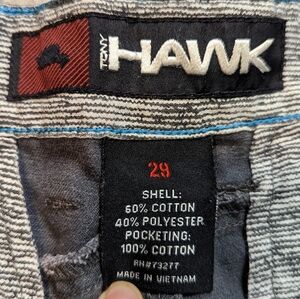 TONY HAWK
29
SHELL:
60% COTTON
40% POLYESTER
POCKETING:
100% COTTON
RN#73277
MADE IN VIETNAM